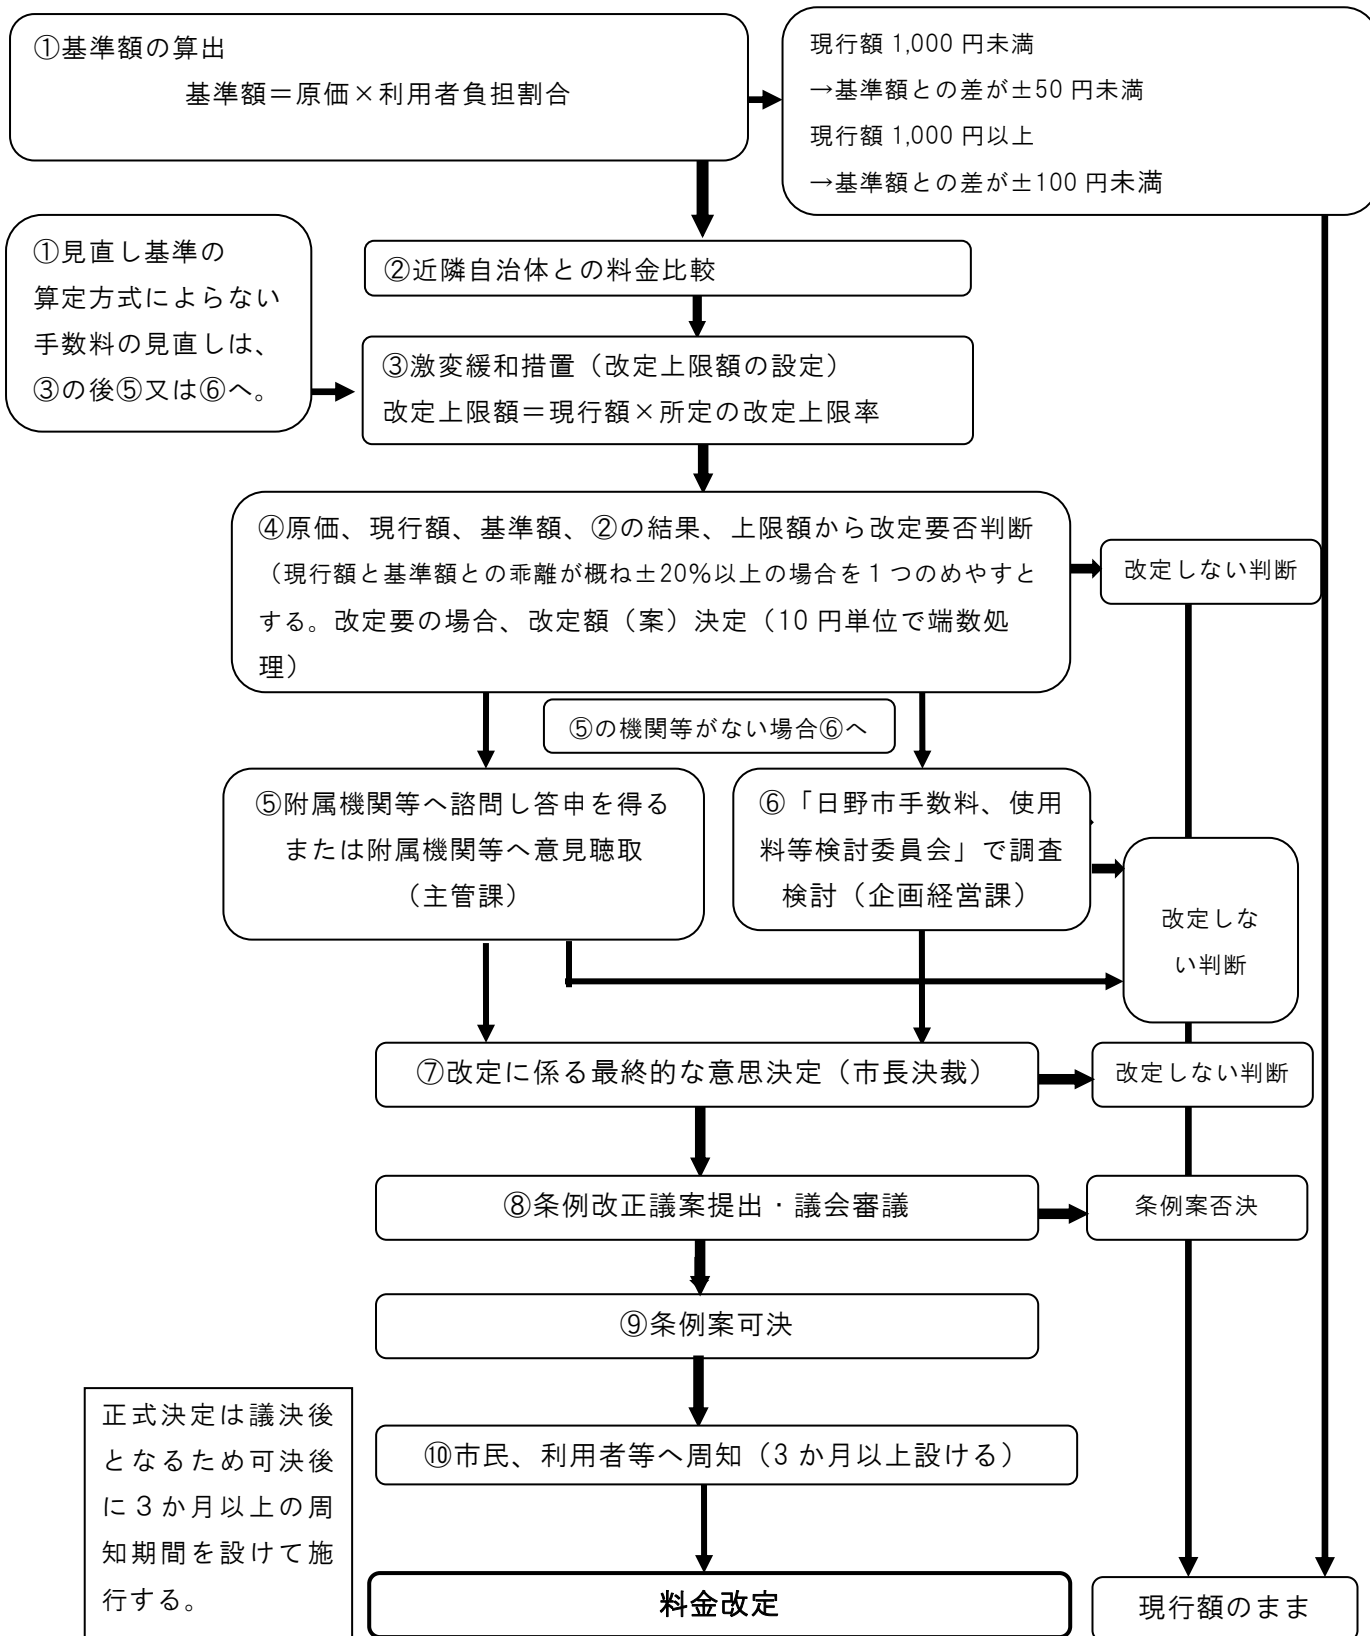 ①基準額の算出
基準額＝原価×利用者負担割合
現行額 1,000 円未満
→基準額との差が±50 円未満
現行額 1,000 円以上
→基準額との差が±100 円未満
①見直し基準の
算定方式によらない
手数料の見直しは、
③の後⑤又は⑥へ。
②近隣自治体との料金比較
③激変緩和措置（改定上限額の設定）
改定上限額＝現行額×所定の改定上限率
④原価、現行額、基準額、②の結果、上限額から改定要否判断
（現行額と基準額との乖離が概ね±20%以上の場合を１つのめやすと
する。改定要の場合、改定額（案）決定（10 円単位で端数処
理）
改定しない判断
⑤の機関等がない場合⑥へ
⑤附属機関等へ諮問し答申を得る
または附属機関等へ意見聴取
（主管課）
⑥「日野市手数料、使用
料等検討委員会」で調査
検討（企画経営課）
改定しな
い判断
⑦改定に係る最終的な意思決定（市長決裁）
改定しない判断
⑧条例改正議案提出・議会審議
条例案否決
⑨条例案可決
正式決定は議決後
となるため可決後
に３か月以上の周
知期間を設けて施
行する。
⑩市民、利用者等へ周知（3 か月以上設ける）
料金改定
現行額のまま